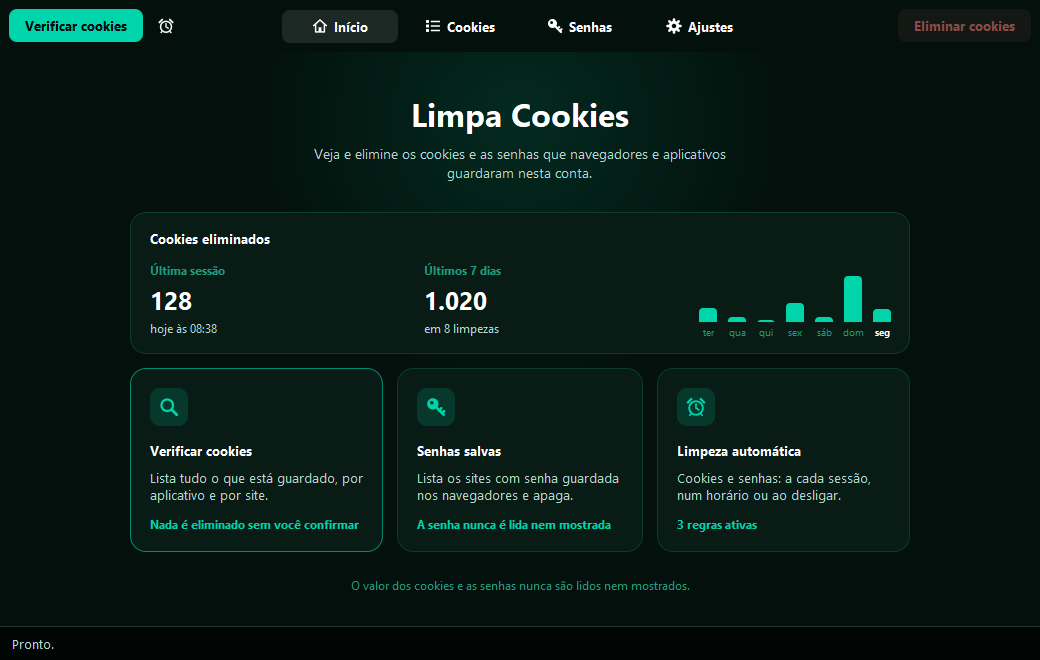 Verificar cookies
Início
Cookies
Senhas
Ajustes
Eliminar cookies
Limpa Cookies
Veja e elimine os cookies e as senhas que navegadores e aplicativos
guardaram nesta conta.
Cookies eliminados
Última sessão
128
hoje às 08:38
Últimos 7 dias
1.020
em 8 limpezas
ter qua qui sex sáb dom seg
Verificar cookies
Lista tudo o que está guardado, por
aplicativo e por site.
Nada é eliminado sem você confirmar
Senhas salvas
Lista os sites com senha guardada
nos navegadores e apaga.
A senha nunca é lida nem mostrada
Limpeza automática
Cookies e senhas: a cada sessão,
num horário ou ao desligar.
3 regras ativas
O valor dos cookies e as senhas nunca são lidos nem mostrados.
Pronto.